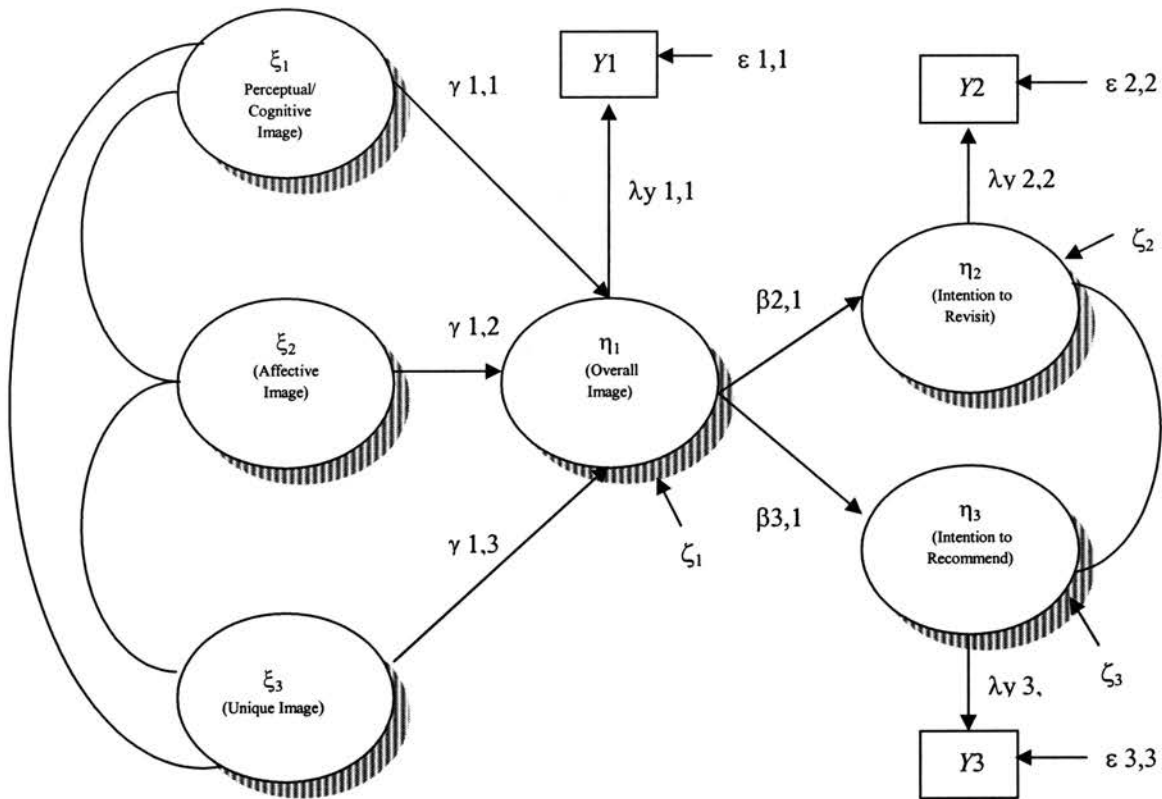 ξ₁
Perceptual/
Cognitive
Image)
γ 1,1
Y1
ε 1,1
Y2
ε 2,2
λy 1,1
λy 2,2
ζ₂
ξ₂
(Affective
Image)
γ 1,2
η₁
(Overall
Image)
β2,1
η₂
(Intention to
Revisit)
β3,1
η₃
(Intention to
Recommend)
γ 1,3
ζ₁
ξ₃
(Unique Image)
λy 3,
ζ₃
Y3
ε 3,3